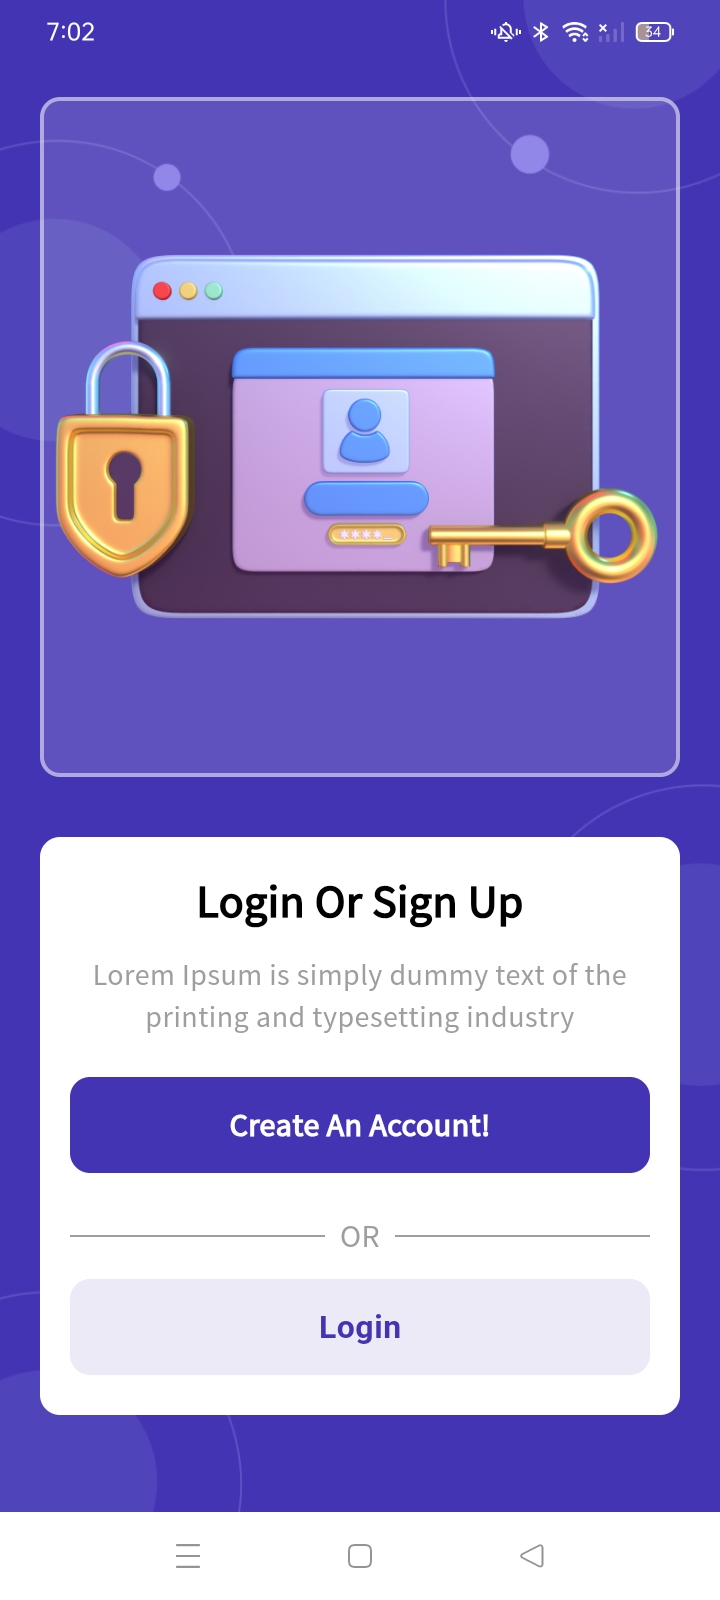 7:02
34
Login Or Sign Up
Lorem Ipsum is simply dummy text of the
printing and typesetting industry
Create An Account!
OR
Login